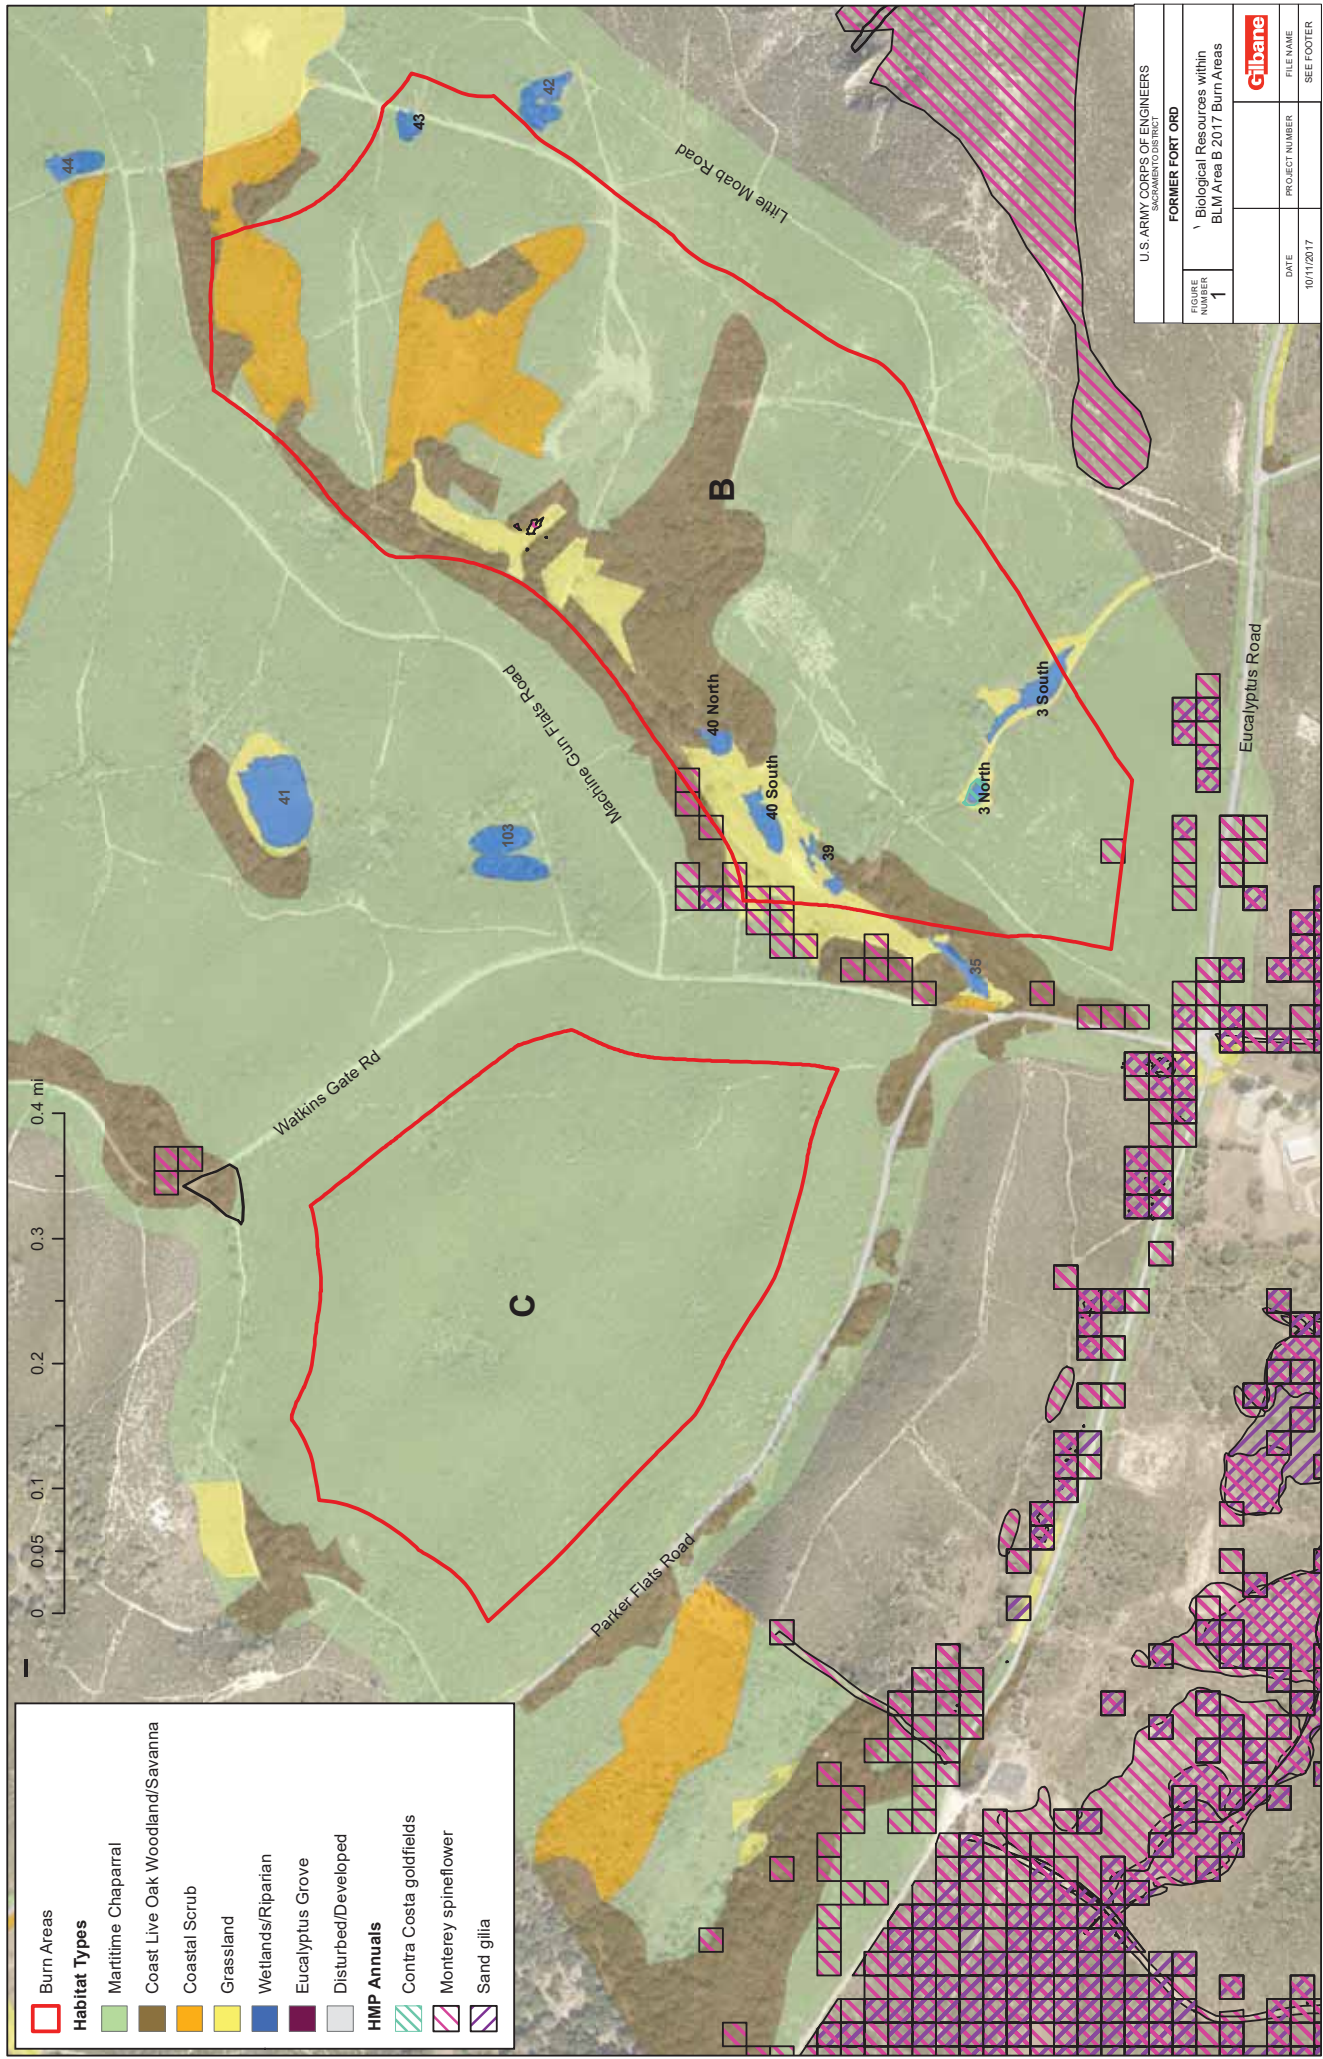 0 0.05 0.1 0.2 0.3 0.4 mi
Burn Areas
Habitat Types
Martitime Chaparral
Coast Live Oak Woodland/Savanna
Coastal Scrub
Grassland
Wetlands/Riparian
Eucalyptus Grove
Disturbed/Developed
HMP Annuals
Contra Costa goldfields
Monterey spineflower
Sand gilia
44
43
42
41
103
Watkins Gate Rd
Machine Gun Flats Road
Little Moab Road
Parker Flats Road
Eucalyptus Road
B
C
40 North
40 South
39
35
3 North
3 South
U.S. ARMY CORPS OF ENGINEERS
SACRAMENTO DISTRICT
FORMER FORT ORD
FIGURE
NUMBER
1
\ Biological Resources within
BLM Area B 2017 Burn Areas
Gilbane
DATE PROJECT NUMBER FILE NAME
10/11/2017 SEE FOOTER